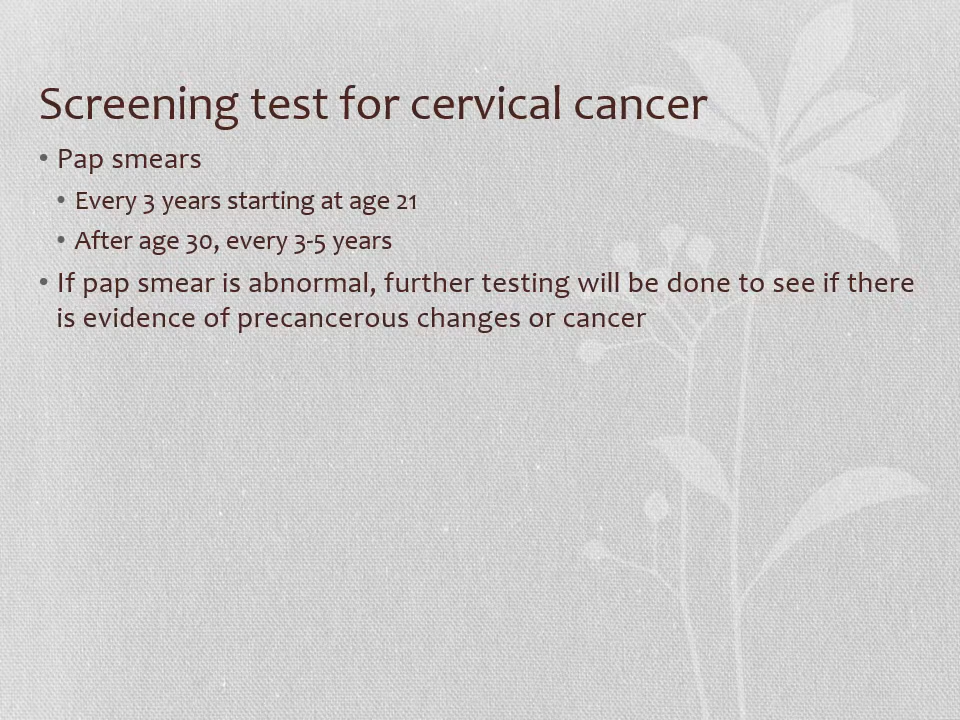 Screening test for cervical cancer
• Pap smears
• Every 3 years starting at age 21
• After age 30, every 3-5 years
• If pap smear is abnormal, further testing will be done to see if there
is evidence of precancerous changes or cancer